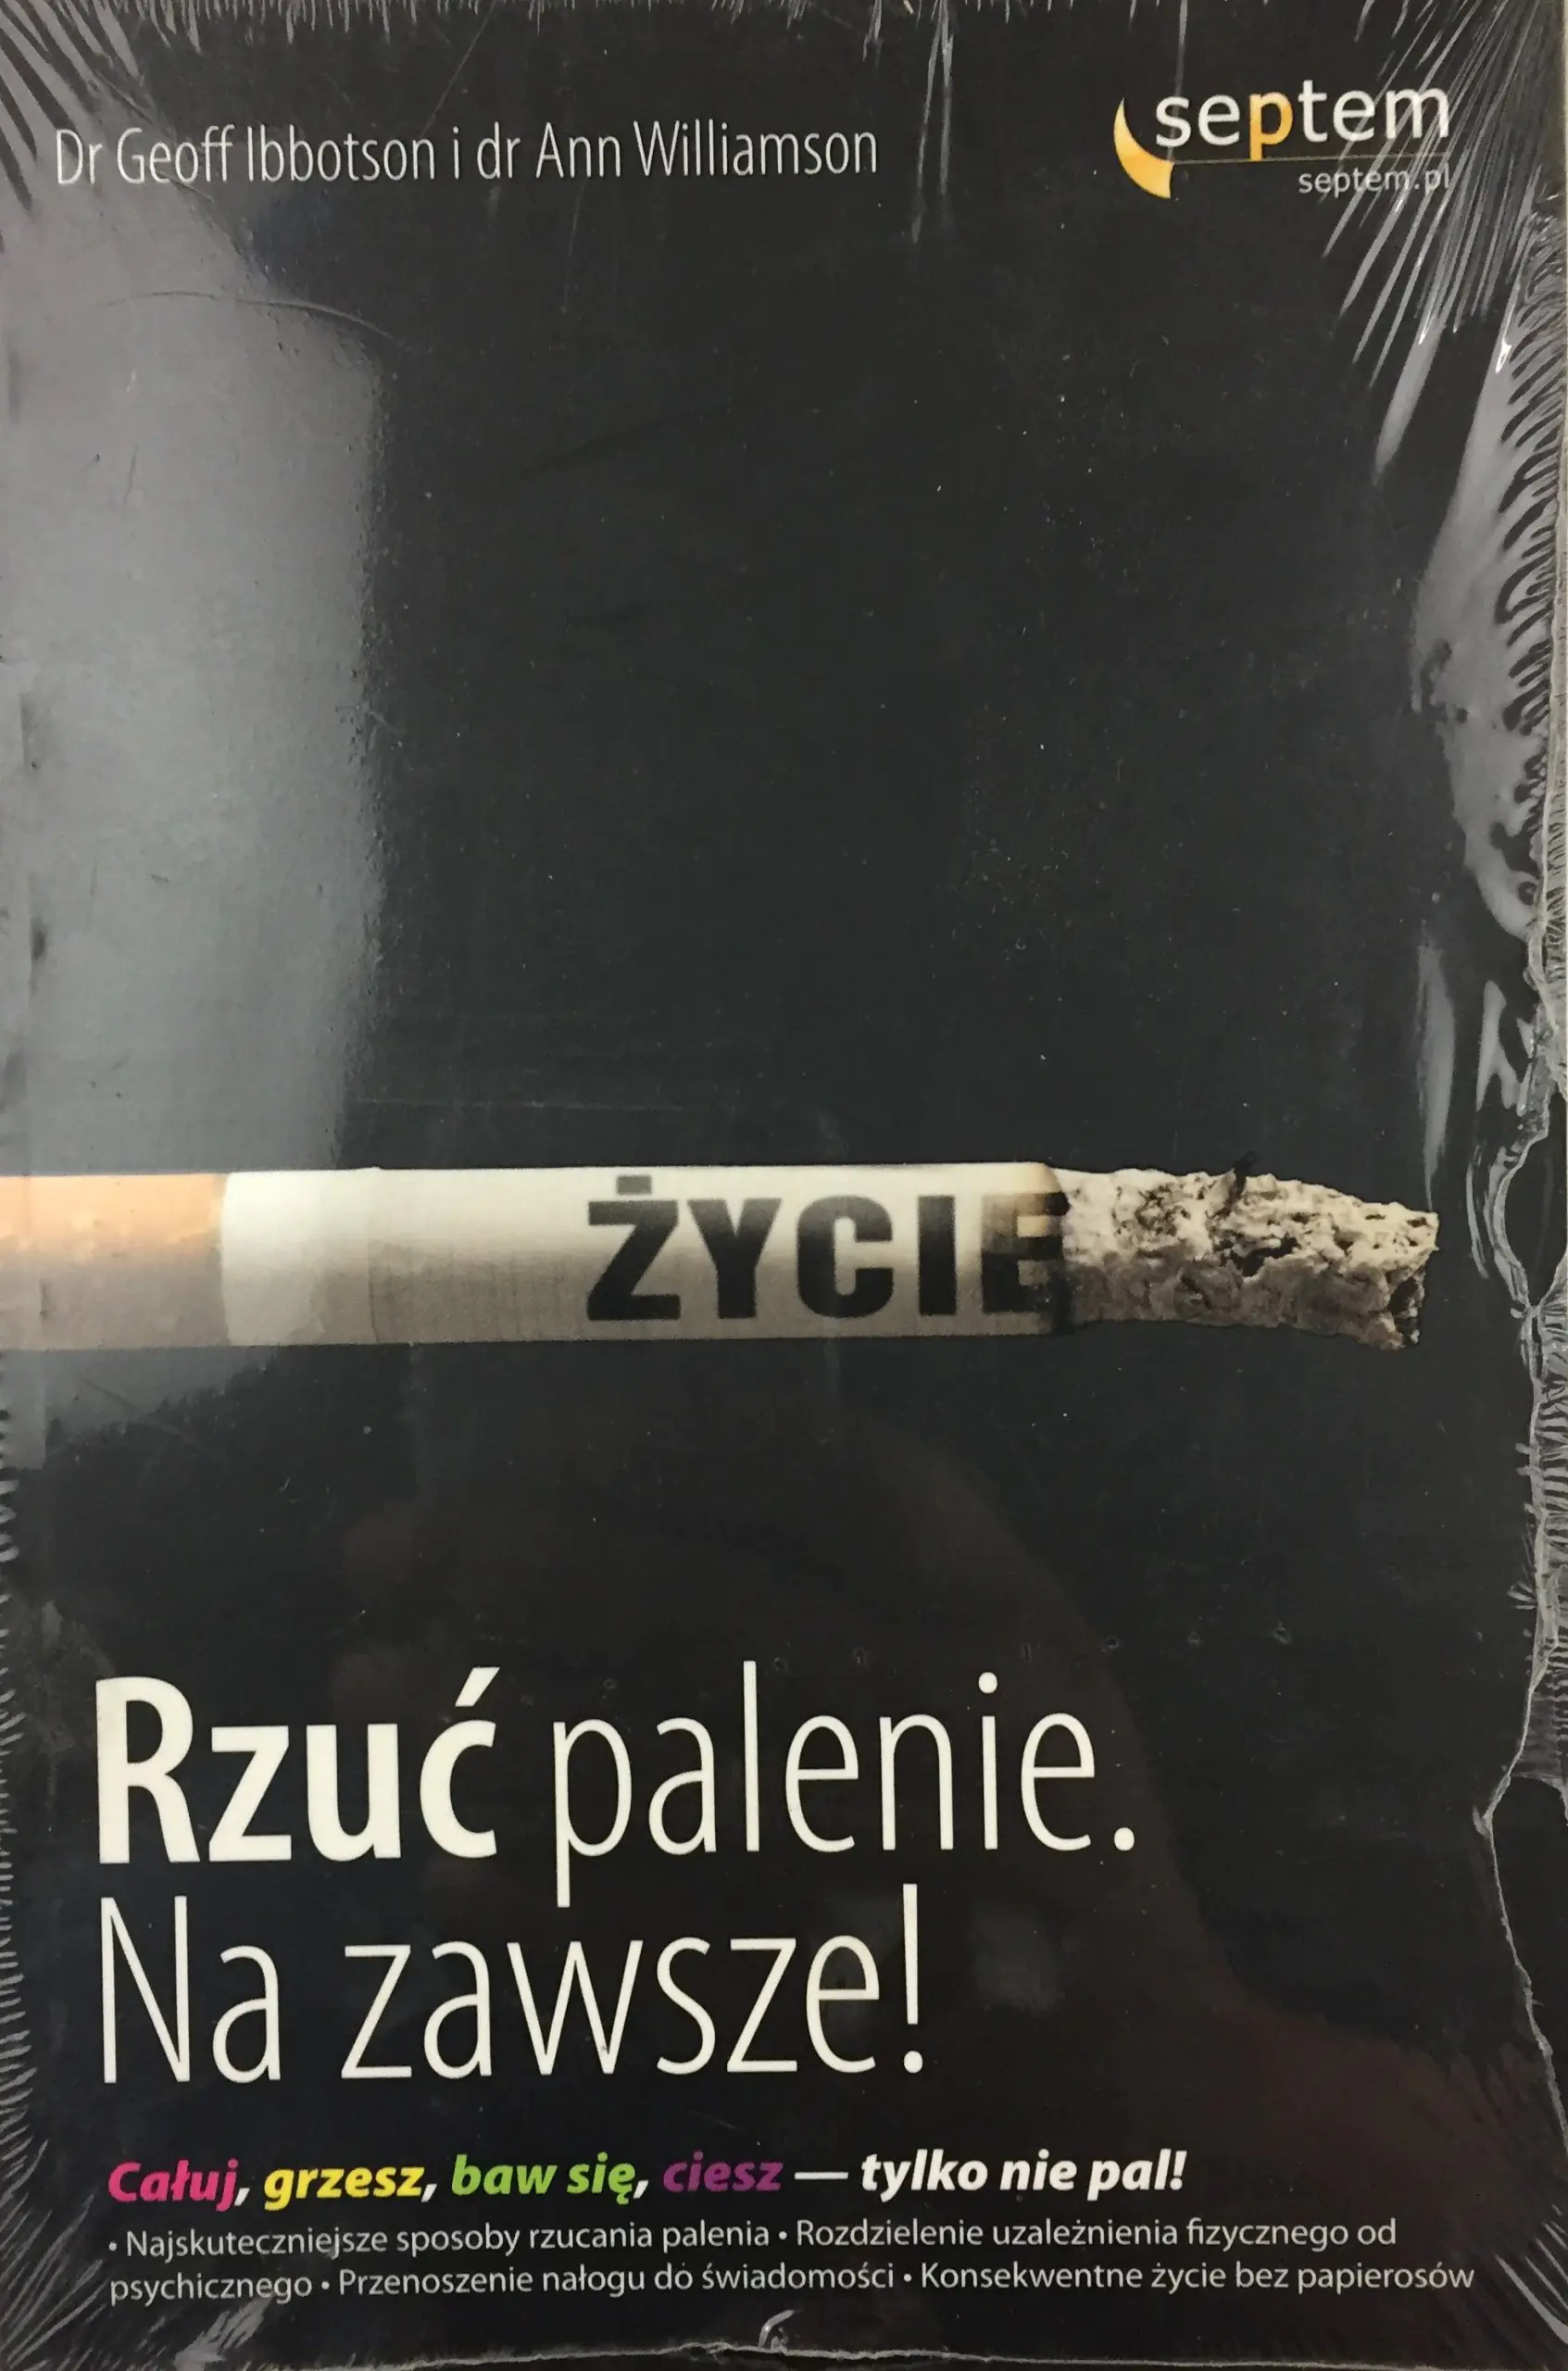 Dr Geoff Ibbotson i dr Ann Williamson
septem
septem.pl
ŻYCIE
Rzuć palenie.
Na zawsze!
Całuj, grzesz, baw się, ciesz — tylko nie pal!
• Najskuteczniejsze sposoby rzucania palenia • Rozdzielenie uzależnienia fizycznego od
psychicznego • Przenoszenie nałogu do świadomości • Konsekwentne życie bez papierosów